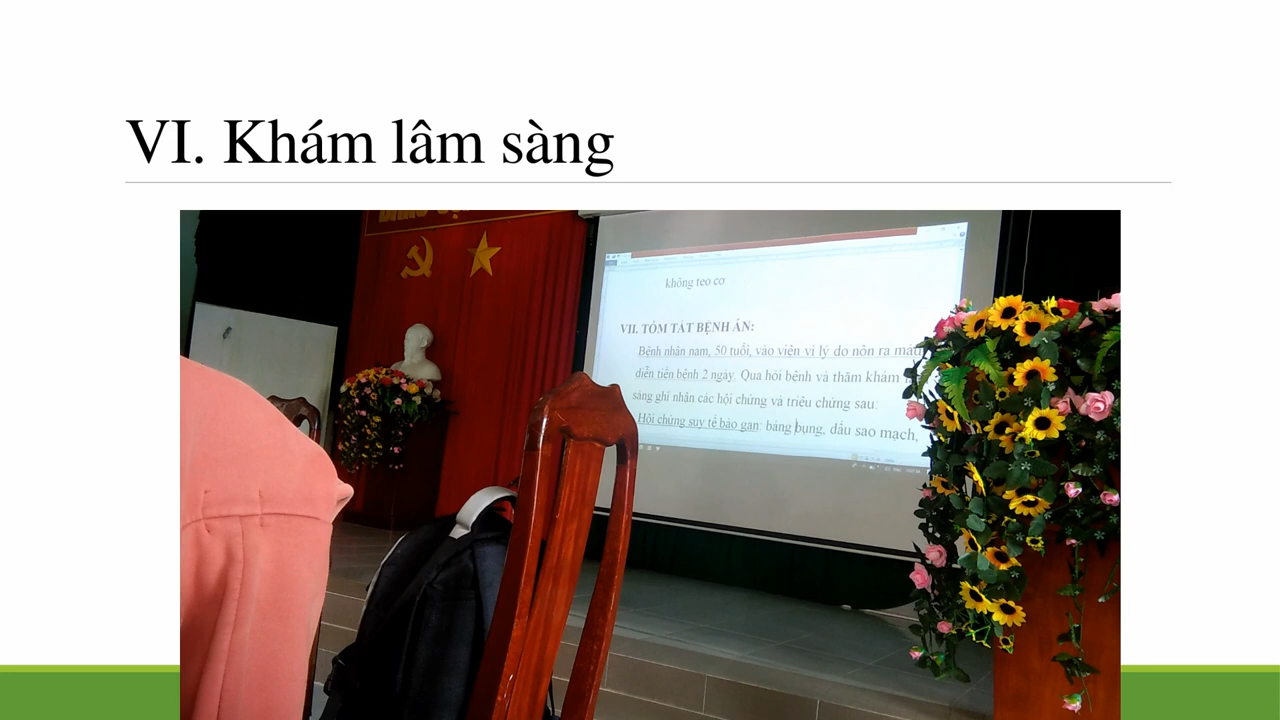 VI. Khám lâm sàng
không teo cơ
VII. TÓM TẮT BỆNH ÁN:
Bệnh nhân nam, 50 tuổi, vào viện vì lý do nôn ra máu
diễn tiến bệnh 2 ngày. Qua hỏi bệnh và thăm khám
sàng ghi nhận các hội chứng và triệu chứng sau:
Hội chứng suy tế bào gan: báng bụng, dấu sao mạch,